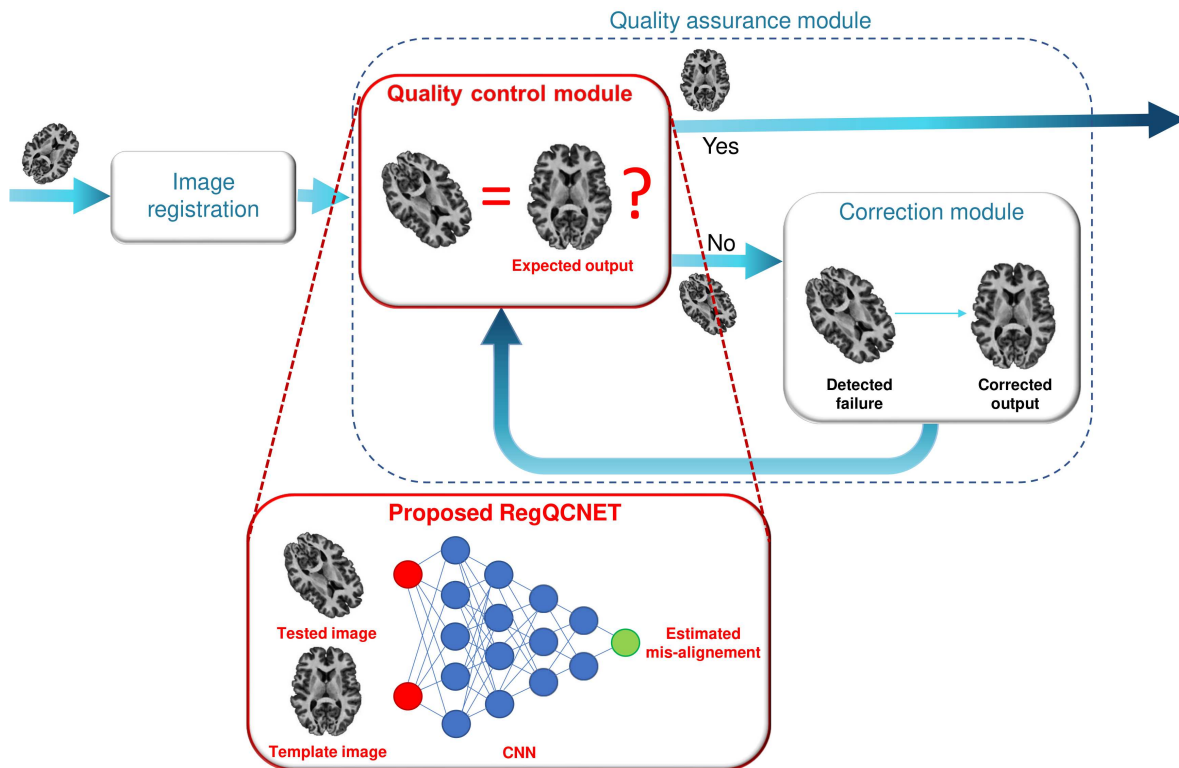 Quality assurance module
Quality control module
=
?
Expected output
Yes
No
Image
registration
Correction module
Detected
failure
Corrected
output
Proposed RegQCNET
Tested image
Template image
CNN
Estimated
mis-alignement